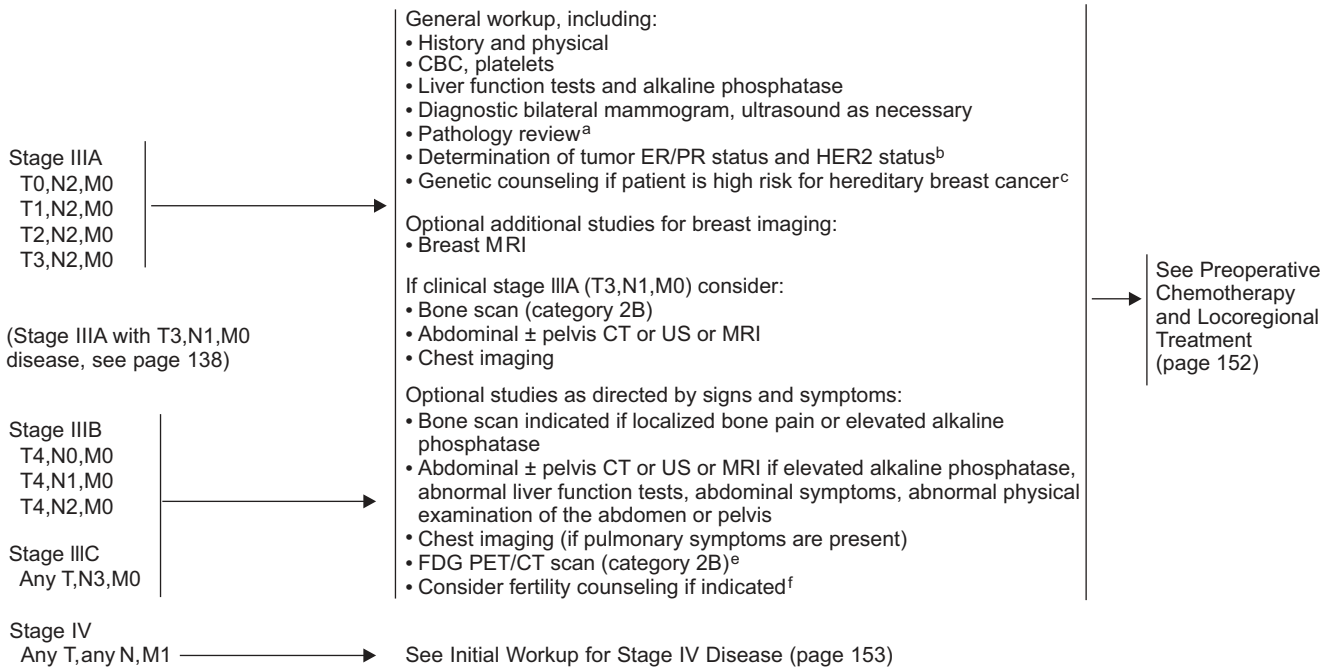 Stage IIIA
T0,N2,M0
T1,N2,M0
T2,N2,M0
T3,N2,M0
(Stage IIIA with T3,N1,M0
disease, see page 138)
Stage IIIB
T4,N0,M0
T4,N1,M0
T4,N2,M0
Stage IIIC
Any T,N3,M0
General workup, including:
• History and physical
• CBC, platelets
• Liver function tests and alkaline phosphatase
• Diagnostic bilateral mammogram, ultrasound as necessary
• Pathology reviewᵃ
• Determination of tumor ER/PR status and HER2 statusᵇ
• Genetic counseling if patient is high risk for hereditary breast cancerᶜ
Optional additional studies for breast imaging:
• Breast MRI
If clinical stage IIIA (T3,N1,M0) consider:
• Bone scan (category 2B)
• Abdominal ± pelvis CT or US or MRI
• Chest imaging
Optional studies as directed by signs and symptoms:
• Bone scan indicated if localized bone pain or elevated alkaline
phosphatase
• Abdominal ± pelvis CT or US or MRI if elevated alkaline phosphatase,
abnormal liver function tests, abdominal symptoms, abnormal physical
examination of the abdomen or pelvis
• Chest imaging (if pulmonary symptoms are present)
• FDG PET/CT scan (category 2B)ᵉ
• Consider fertility counseling if indicatedᶠ
See Preoperative
Chemotherapy
and Locoregional
Treatment
(page 152)
Stage IV
Any T,any N,M1
See Initial Workup for Stage IV Disease (page 153)